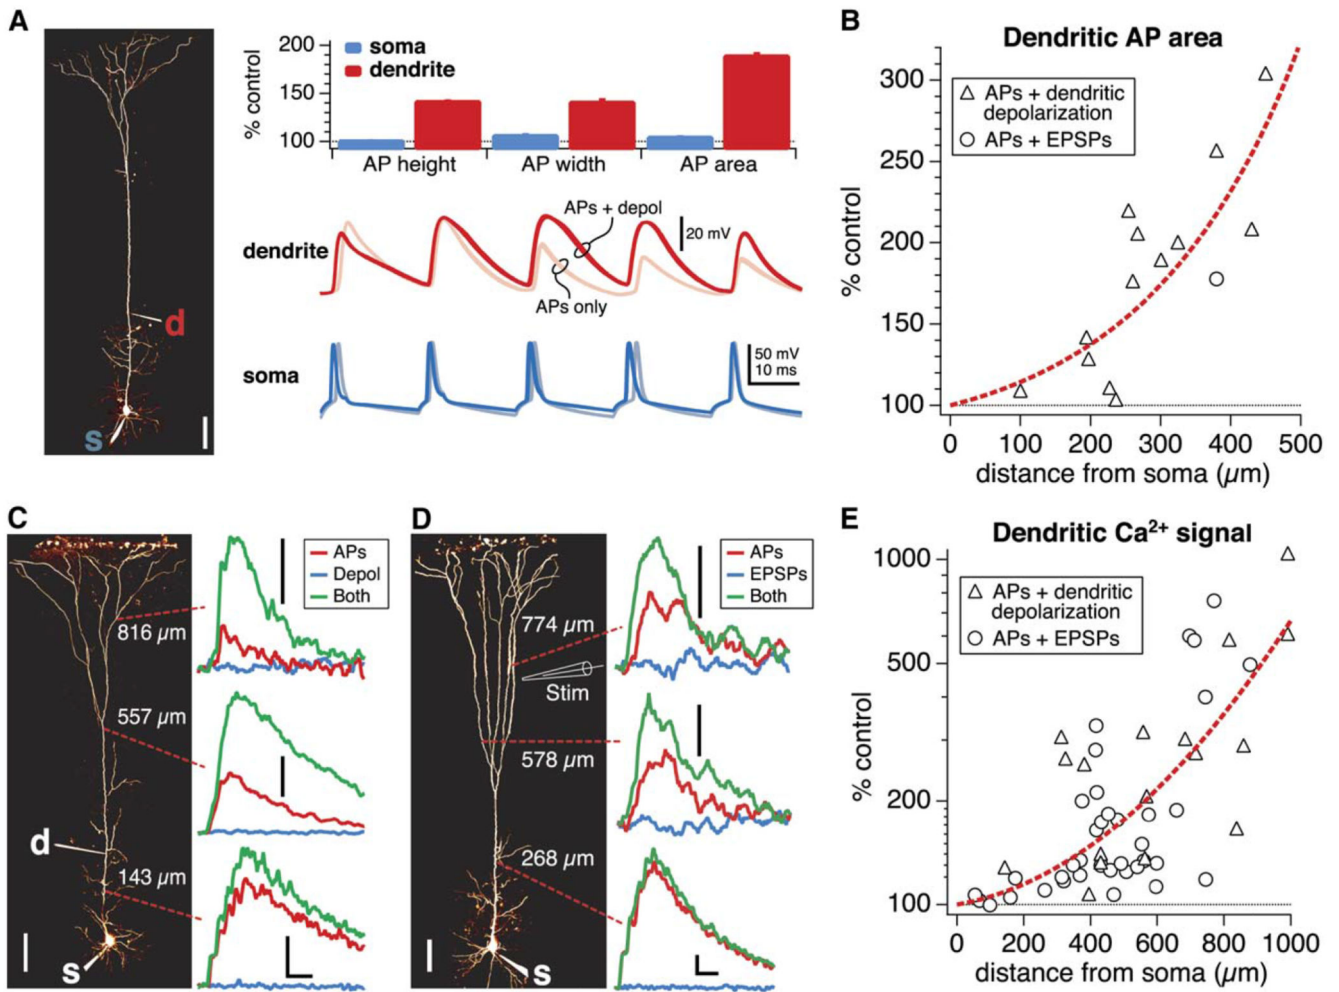 A
% control
200
150
100
soma
dendrite
AP height
AP width
AP area
dendrite
APs + depol
20 mV
APs only
soma
50 mV
10 ms
d
s
B
Dendritic AP area
% control
300
250
200
150
100
APs + dendritic
depolarization
APs + EPSPs
0
100
200
300
400
500
distance from soma (µm)
C
816 µm
557 µm
d
143 µm
s
APs
Depol
Both
D
774 µm
Stim
578 µm
268 µm
s
APs
EPSPs
Both
E
Dendritic Ca²⁺ signal
% control
1000
500
200
100
APs + dendritic
depolarization
APs + EPSPs
0
200
400
600
800
1000
distance from soma (µm)